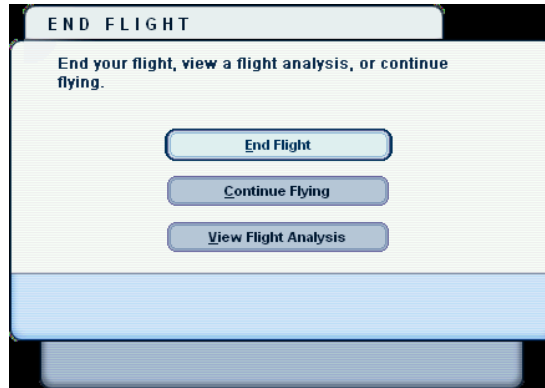 END FLIGHT
End your flight, view a flight analysis, or continue
flying.
End Flight
Continue Flying
View Flight Analysis